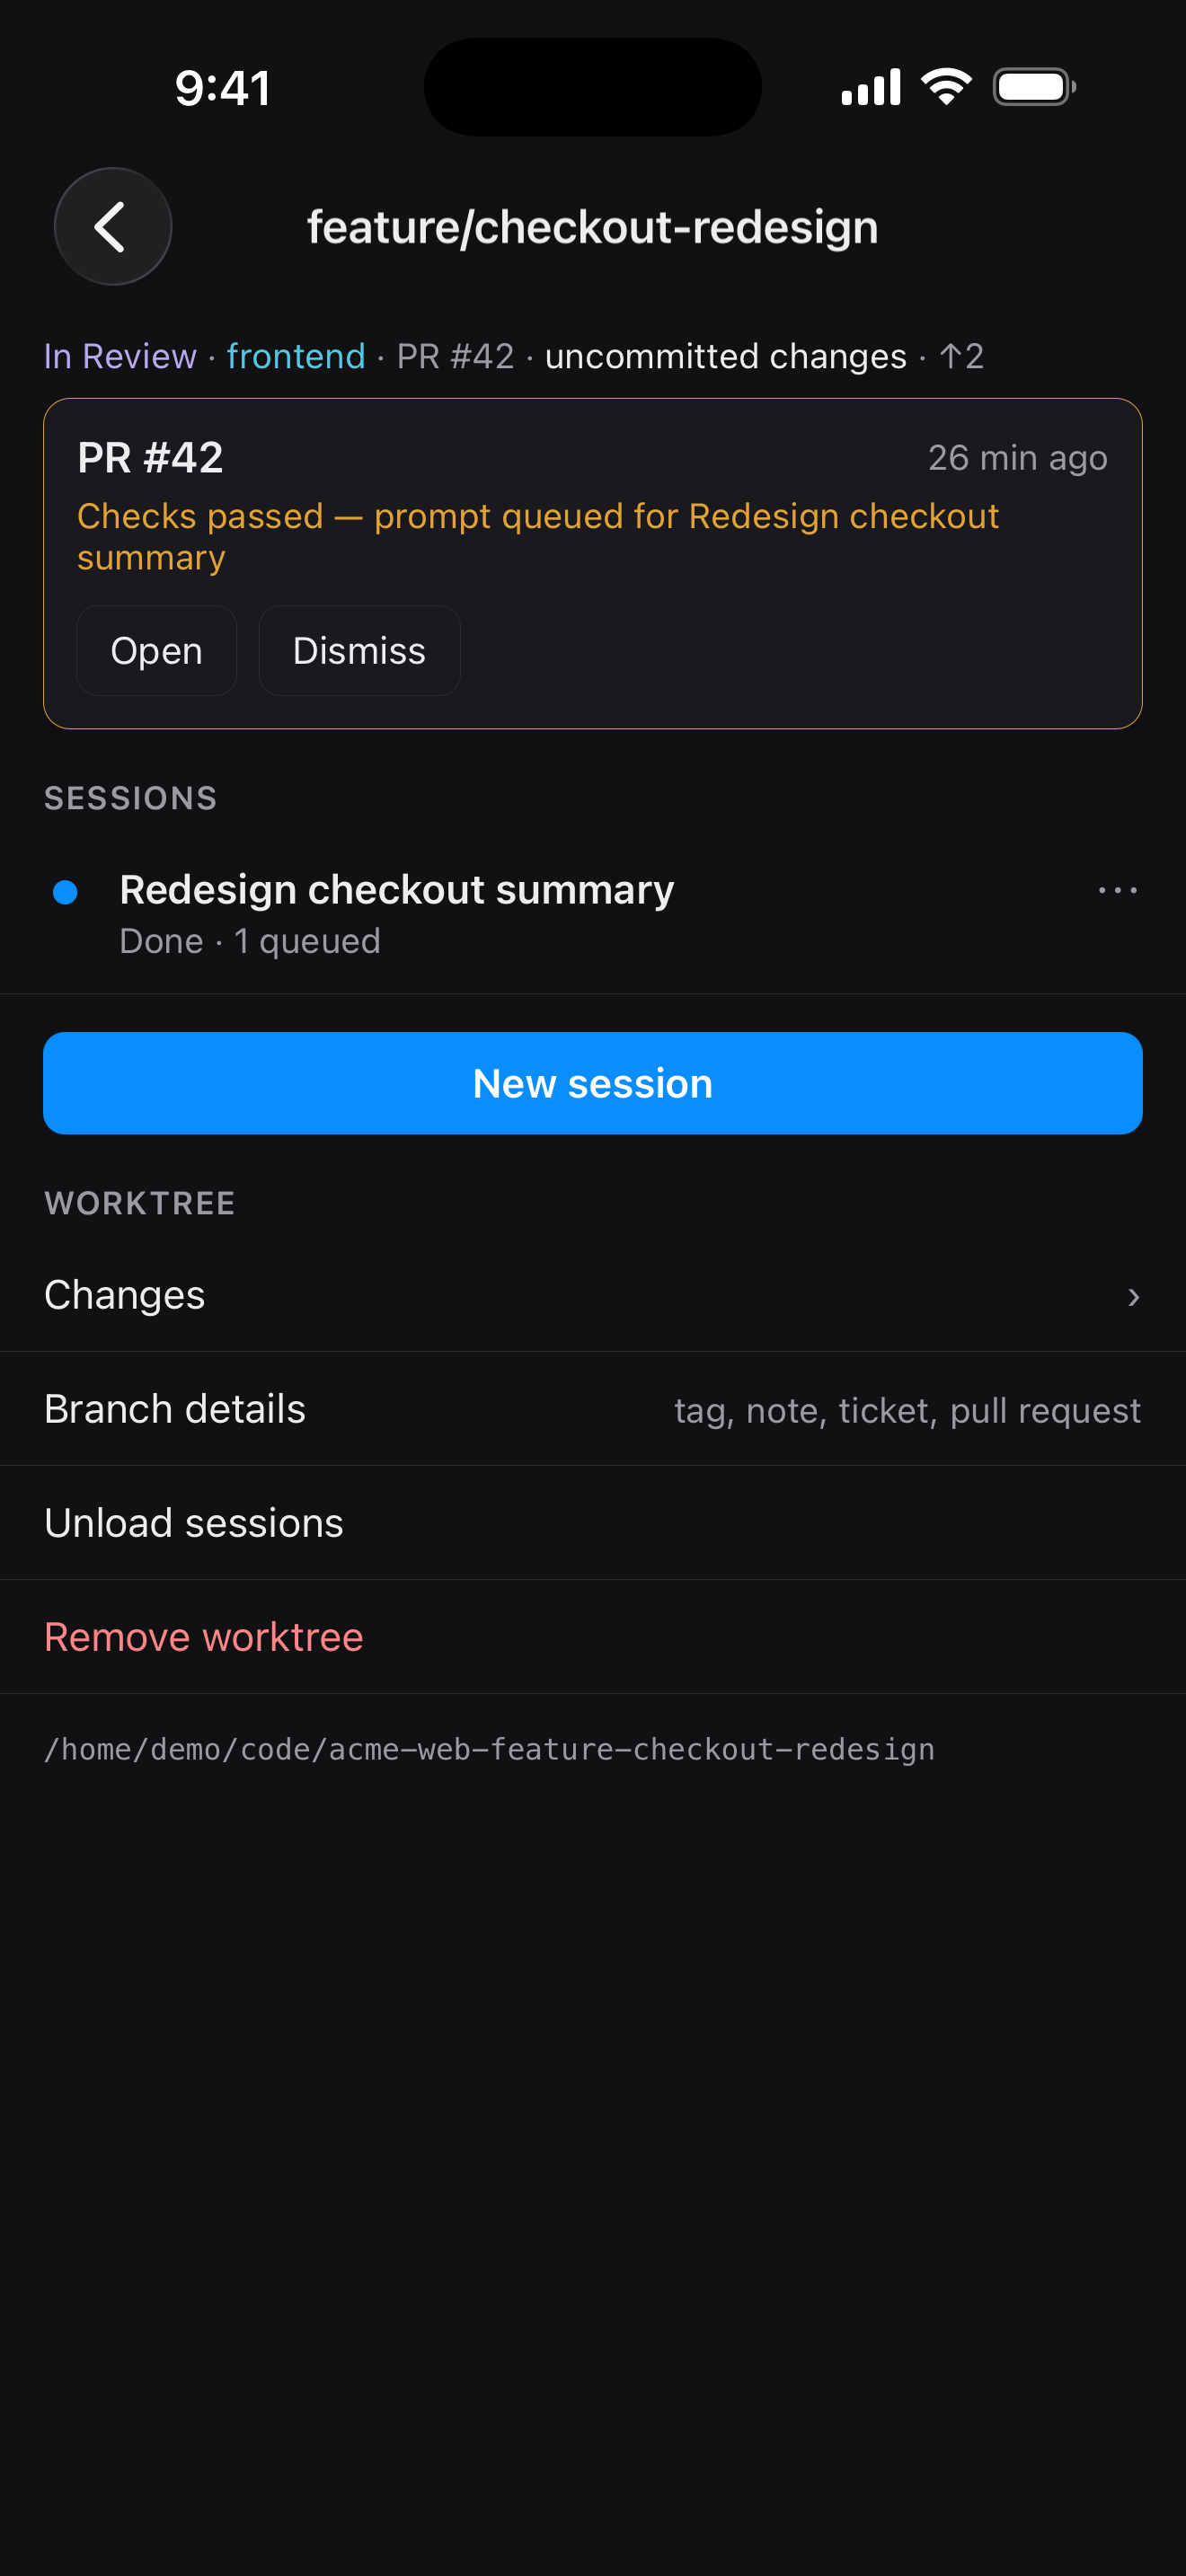 9:41
feature/checkout-redesign
In Review · frontend · PR #42 · uncommitted changes · ↑2
PR #42
26 min ago
Checks passed — prompt queued for Redesign checkout
summary
Open
Dismiss
SESSIONS
Redesign checkout summary
···
Done · 1 queued
New session
WORKTREE
Changes
›
Branch details
tag, note, ticket, pull request
Unload sessions
Remove worktree
/home/demo/code/acme-web-feature-checkout-redesign